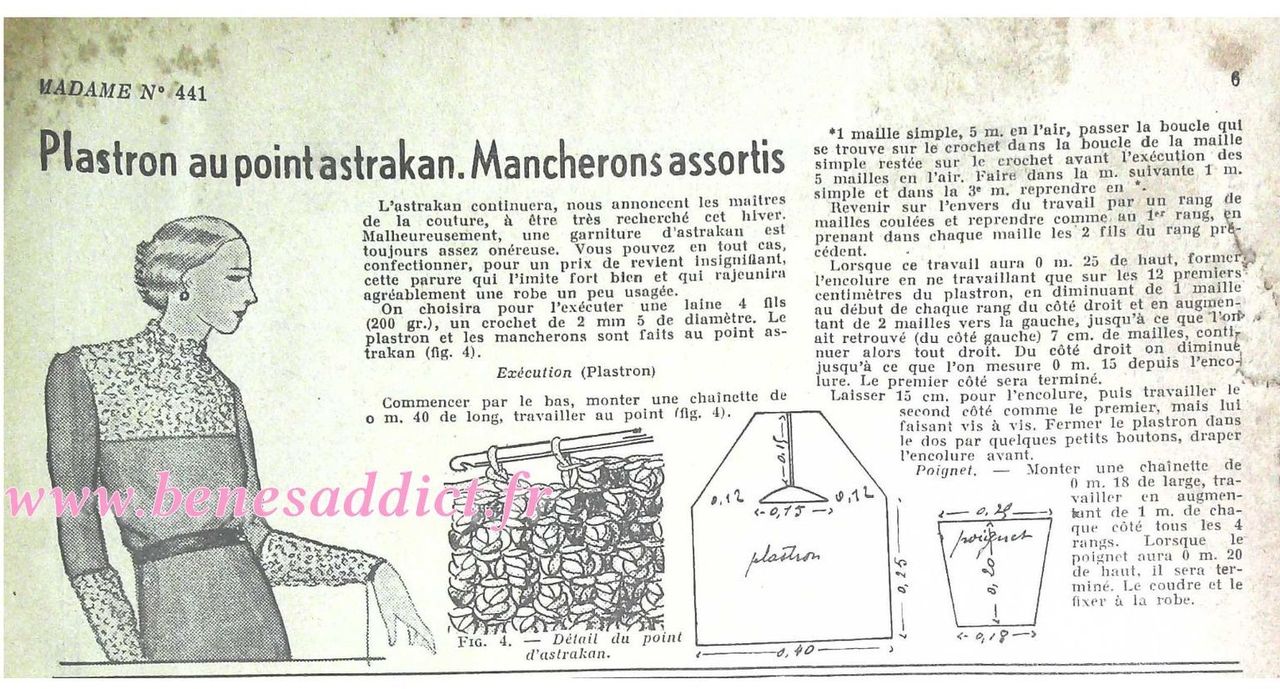 MADAME N° 441
6
Plastron au point astrakan. Mancherons assortis
L'astrakan continuera, nous annoncent les maîtres
de la couture, à être très recherché cet hiver.
Malheureusement, une garniture d'astrakan est
toujours assez onéreuse. Vous pouvez en tout cas,
confectionner, pour un prix de revient insignifiant,
cette parure qui l'imite fort bien et qui rajeunira
agréablement une robe un peu usagée.
On choisira pour l'exécuter une laine 4 fils
(200 gr.), un crochet de 2 mm 5 de diamètre. Le
plastron et les mancherons sont faits au point as-
trakan (fig. 4).
Exécution (Plastron)
Commencer par le bas, monter une chaînette de
0 m. 40 de long, travailler au point (fig. 4).
*1 maille simple, 5 m. en l'air, passer la boucle qui
se trouve sur le crochet dans la boucle de la maille
simple restée sur le crochet avant l'exécution des
5 mailles en l'air. Faire dans la m. suivante 1 m.
simple et dans la 3e m. reprendre en *.
Revenir sur l'envers du travail par un rang de
mailles coulées et reprendre comme au 1er rang, en
prenant dans chaque maille les 2 fils du rang pré-
cédent.
Lorsque ce travail aura 0 m. 25 de haut, former
l'encolure en ne travaillant que sur les 12 premiers
centimètres du plastron, en diminuant de 1 maille
au début de chaque rang du côté droit et en augmen-
tant de 2 mailles vers la gauche, jusqu'à ce que l'on
ait retrouvé (du côté gauche) 7 cm. de mailles, conti-
nuer alors tout droit. Du côté droit on diminue
jusqu'à ce que l'on mesure 0 m. 15 depuis l'enco-
lure. Le premier côté sera terminé.
Laisser 15 cm. pour l'encolure, puis travailler le
second côté comme le premier, mais lui
faisant vis à vis. Fermer le plastron dans
le dos par quelques petits boutons, draper
l'encolure avant.
Poignet. — Monter une chaînette de
0 m. 18 de large, tra-
vailler en augmen-
tant de 1 m. de cha-
que côté tous les 4
rangs. Lorsque le
poignet aura 0 m. 20
de haut, il sera ter-
miné. Le coudre et le
fixer à la robe.
FIG. 4. — Détail du point
d'astrakan.
0,15
0,12
0,12
0,15
plastron
0,25
0,40
0,25
poignet
0,20
0,18
www.benesaddict.fr